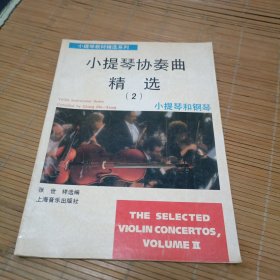 小提琴教材精选系列
小提琴协奏曲
精选
(2)
小提琴和钢琴
张世祥选编
上海音乐出版社
THE SELECTED
VIOLIN CONCERTOS,
VOLUME II